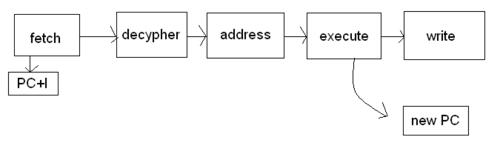 fetch
decypher
address
execute
write
PC+I
new PC